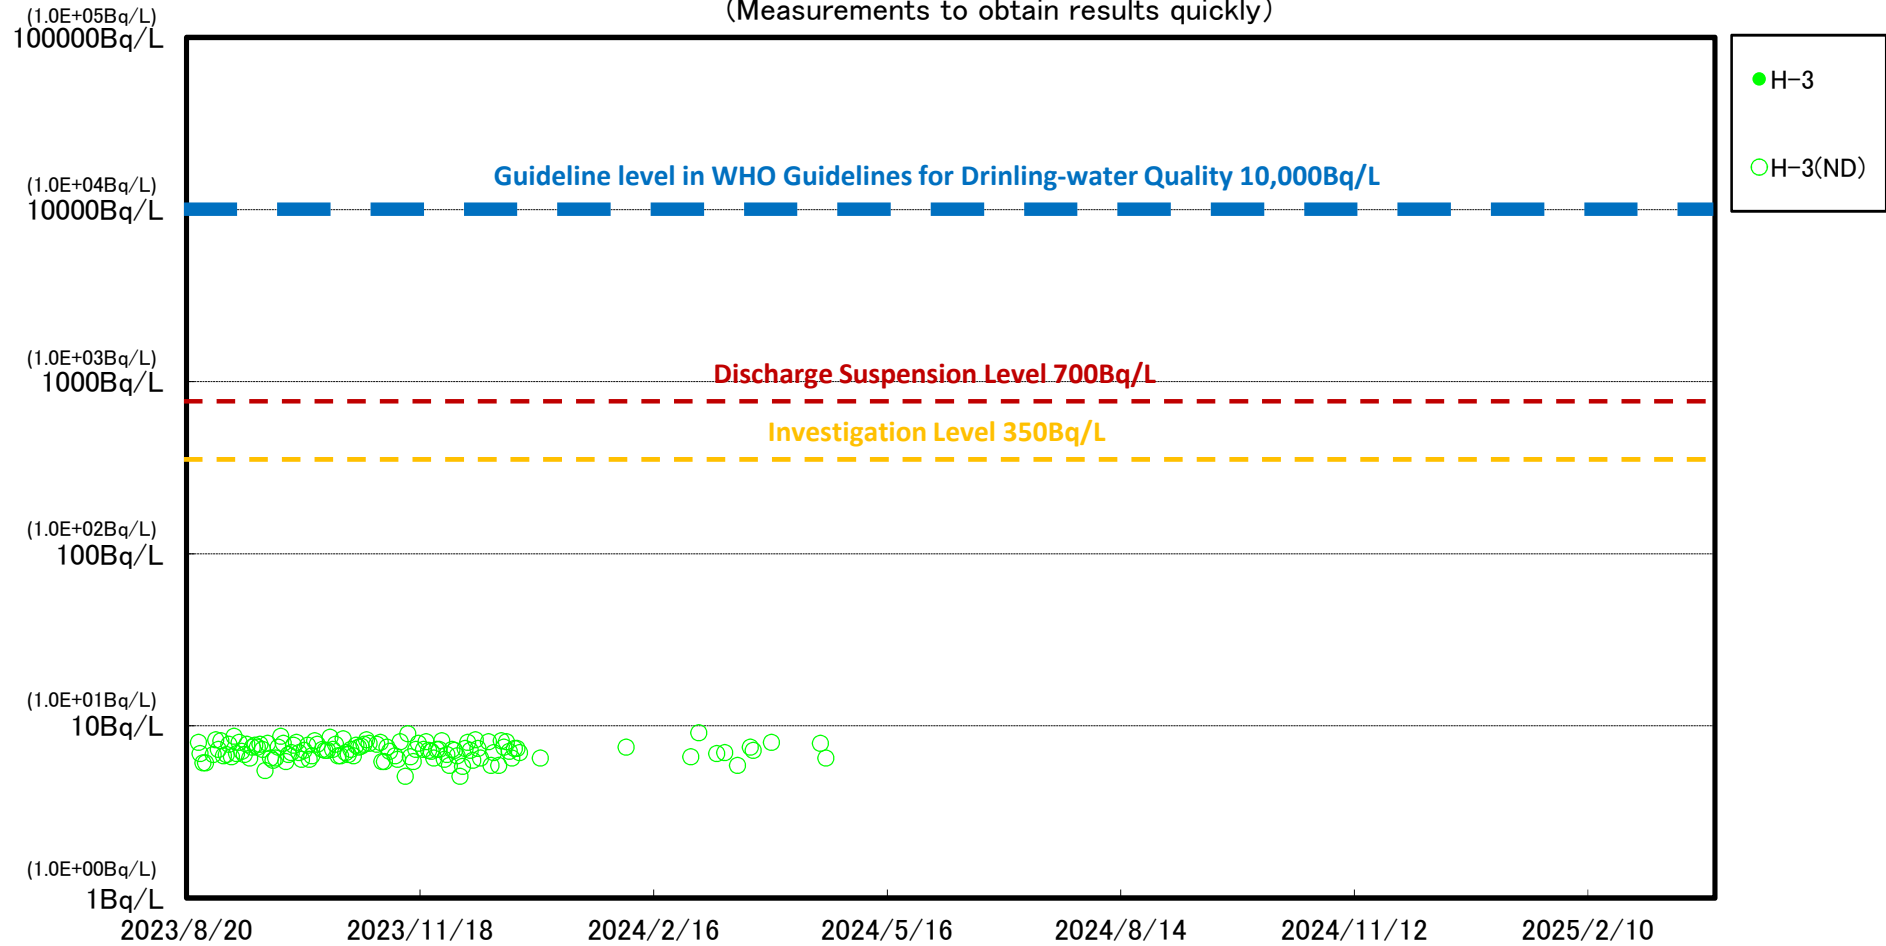 (Measurements to obtain results quickly)
(1.0E+05Bq/L)
100000Bq/L
H-3
H-3(ND)
Guideline level in WHO Guidelines for Drinling-water Quality 10,000Bq/L
(1.0E+04Bq/L)
10000Bq/L
(1.0E+03Bq/L)
1000Bq/L
Discharge Suspension Level 700Bq/L
Investigation Level 350Bq/L
(1.0E+02Bq/L)
100Bq/L
(1.0E+01Bq/L)
10Bq/L
(1.0E+00Bq/L)
1Bq/L
2023/8/20 2023/11/18 2024/2/16 2024/5/16 2024/8/14 2024/11/12 2025/2/10